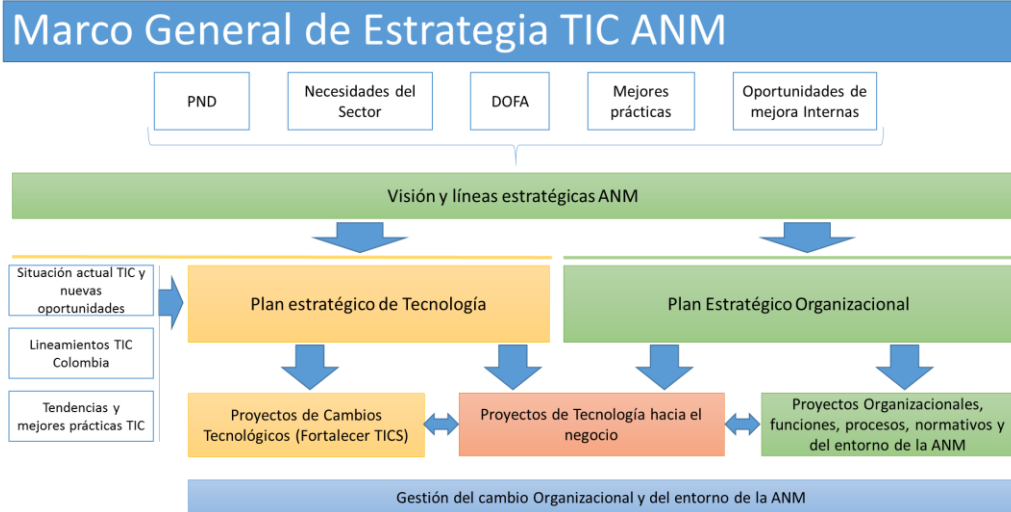 Marco General de Estrategia TIC ANM
PND
Necesidades del
Sector
DOFA
Mejores
prácticas
Oportunidades de
mejora Internas
Visión y líneas estratégicas ANM
Situación actual TIC y
nuevas
oportunidades
Lineamientos TIC
Colombia
Tendencias y
mejores prácticas TIC
Plan estratégico de Tecnología
Plan Estratégico Organizacional
Proyectos de Cambios
Tecnológicos (Fortalecer TICS)
Proyectos de Tecnología hacia el
negocio
Proyectos Organizacionales,
funciones, procesos, normativos y
del entorno de la ANM
Gestión del cambio Organizacional y del entorno de la ANM